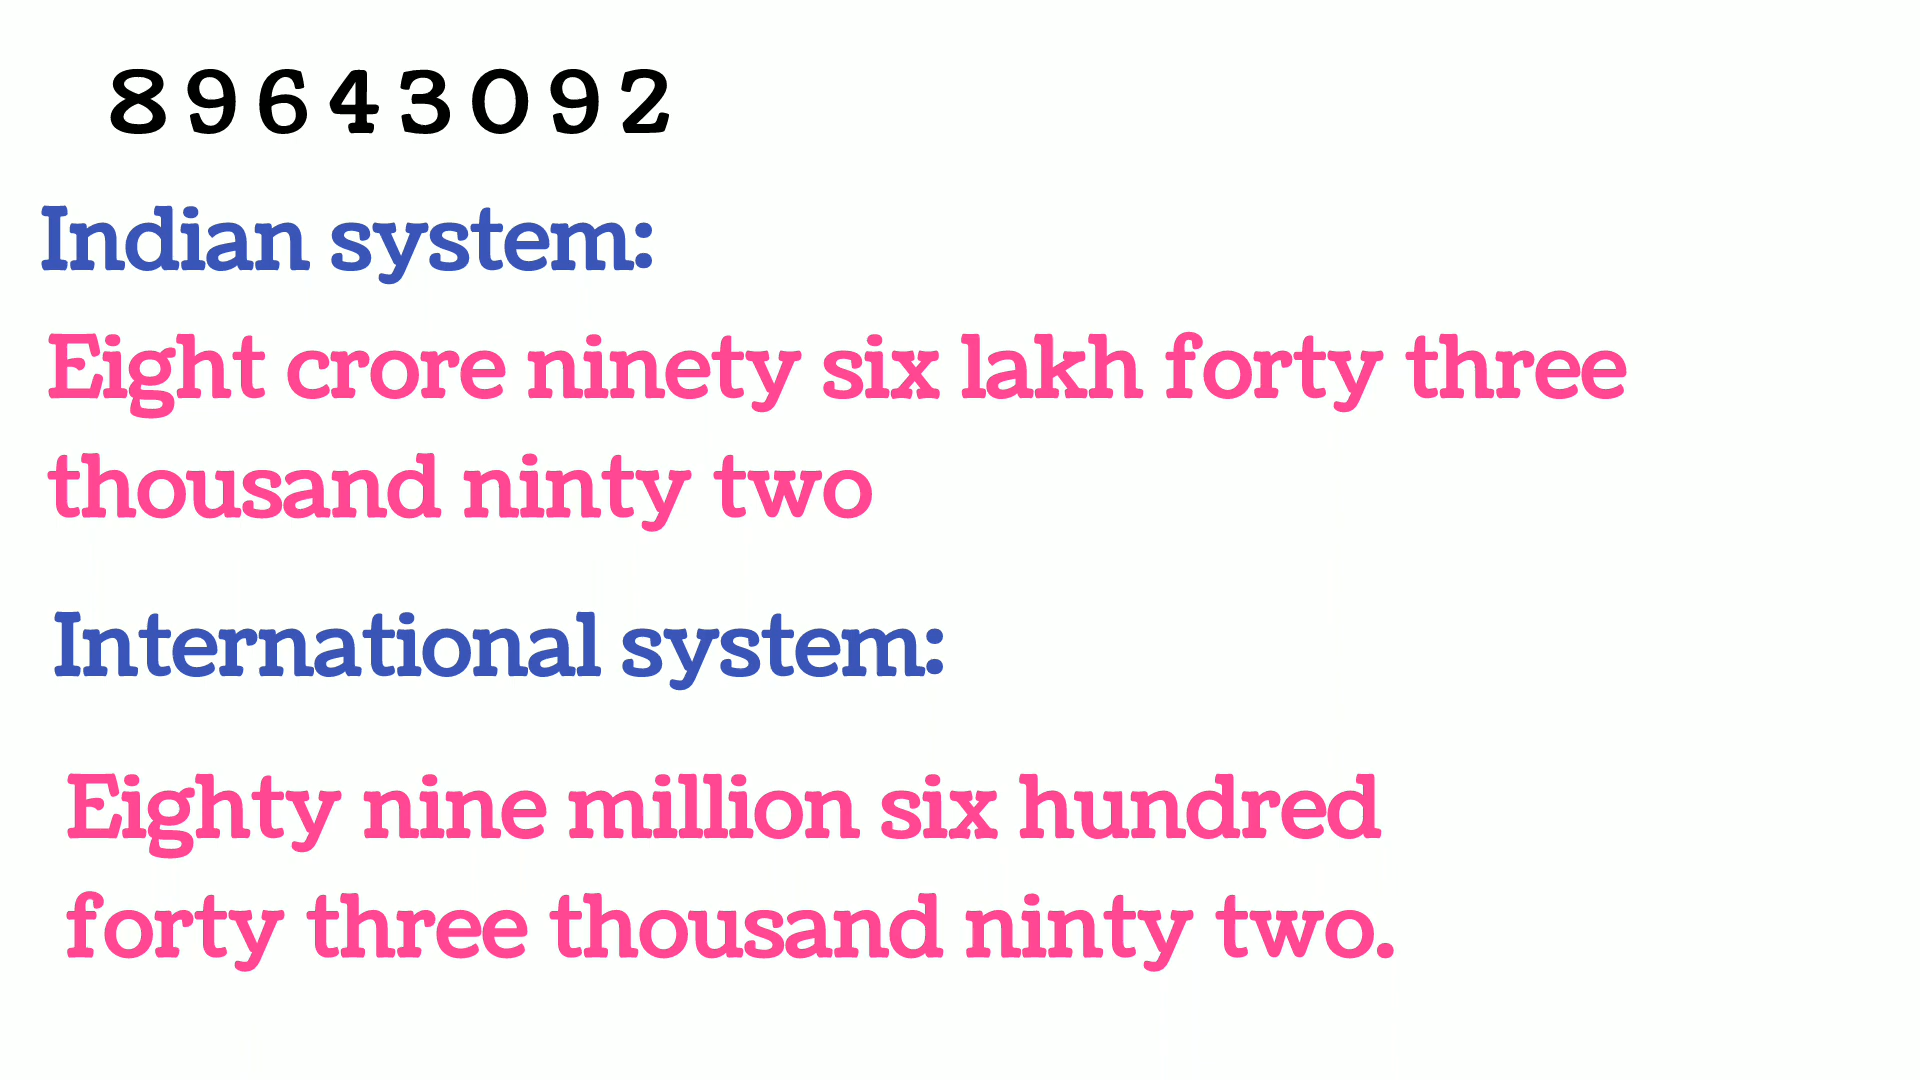 89643092
Indian system:
Eight crore ninety six lakh forty three
thousand ninty two
International system:
Eighty nine million six hundred
forty three thousand ninty two.